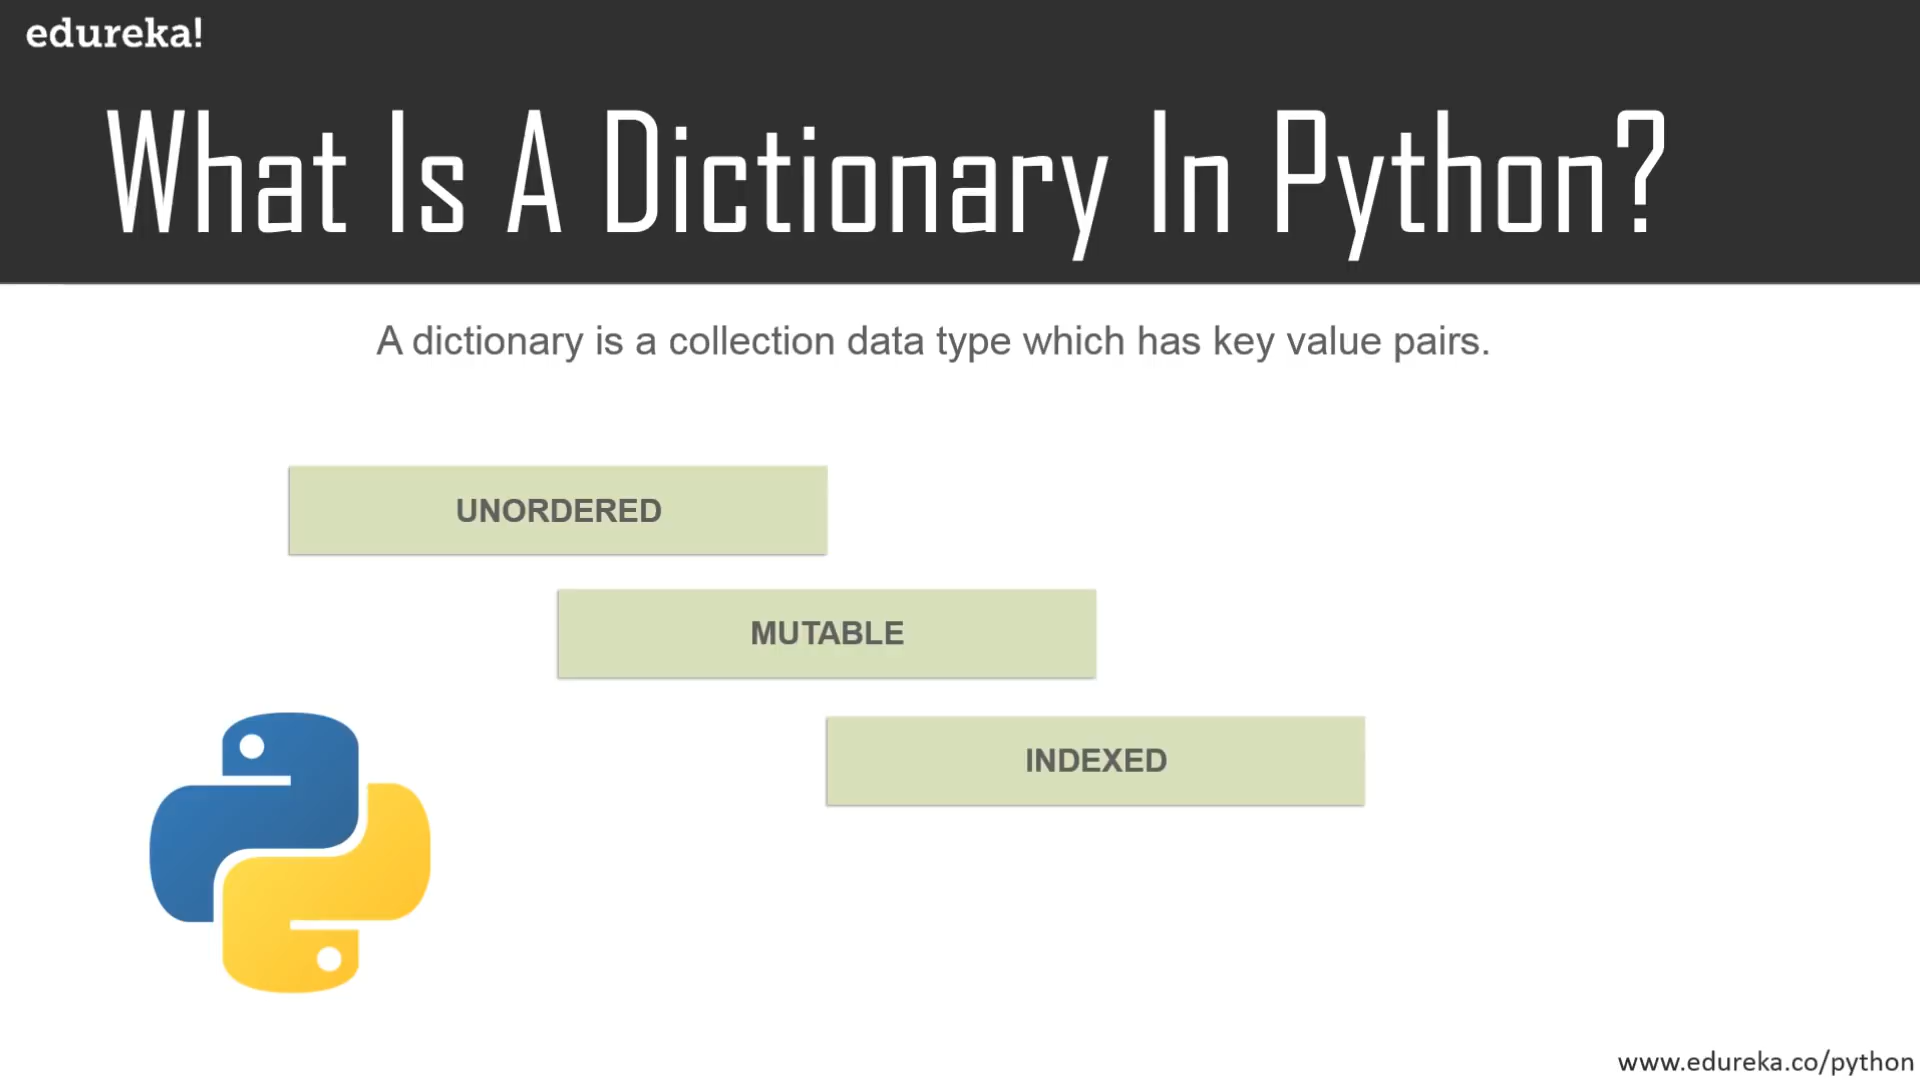 edureka!
What Is A Dictionary In Python?
A dictionary is a collection data type which has key value pairs.
UNORDERED
MUTABLE
INDEXED
www.edureka.co/python